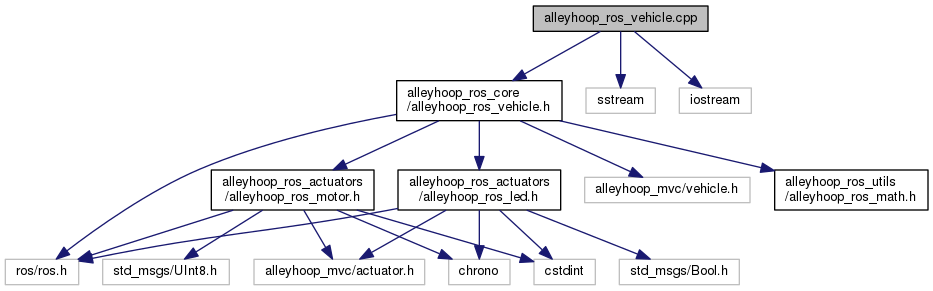 alleyhoop_ros_vehicle.cpp
alleyhoop_ros_core
/alleyhoop_ros_vehicle.h
sstream
iostream
alleyhoop_ros_actuators
/alleyhoop_ros_motor.h
alleyhoop_ros_actuators
/alleyhoop_ros_led.h
alleyhoop_mvc/vehicle.h
alleyhoop_ros_utils
/alleyhoop_ros_math.h
ros/ros.h
std_msgs/UInt8.h
alleyhoop_mvc/actuator.h
chrono
cstdint
std_msgs/Bool.h